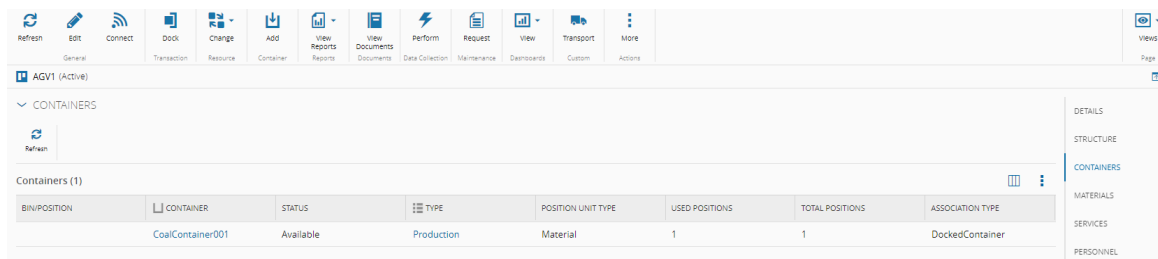 Refresh Edit Connect Dock Change Add View Reports View Documents Perform Request View Transport More Views
General Transaction Resource Container Reports Documents Data Collection Maintenance Dashboards Custom Actions Page
AGV1 (Active)
CONTAINERS
Refresh
Containers (1)
BIN/POSITION CONTAINER STATUS TYPE POSITION UNIT TYPE USED POSITIONS TOTAL POSITIONS ASSOCIATION TYPE
CoalContainer001 Available Production Material 1 1 DockedContainer
DETAILS
STRUCTURE
CONTAINERS
MATERIALS
SERVICES
PERSONNEL